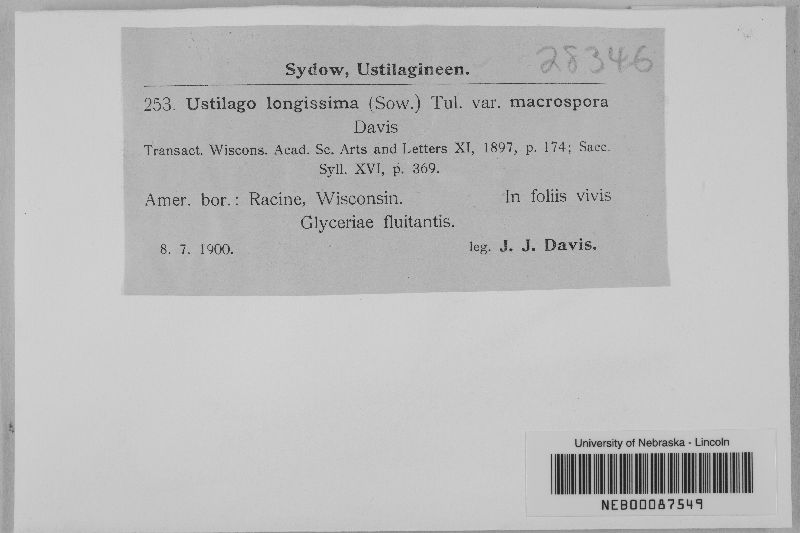 28346
Sydow, Ustilagineen.
253. Ustilago longissima (Sow.) Tul. var. macrospora
Davis
Transact. Wiscons. Acad. Sc. Arts and Letters XI, 1897, p. 174; Sacc.
Syll. XVI, p. 369.
Amer. bor.: Racine, Wisconsin. In foliis vivis
Glyceriae fluitantis.
8. 7. 1900. leg. J. J. Davis.
University of Nebraska - Lincoln
NEB00087549